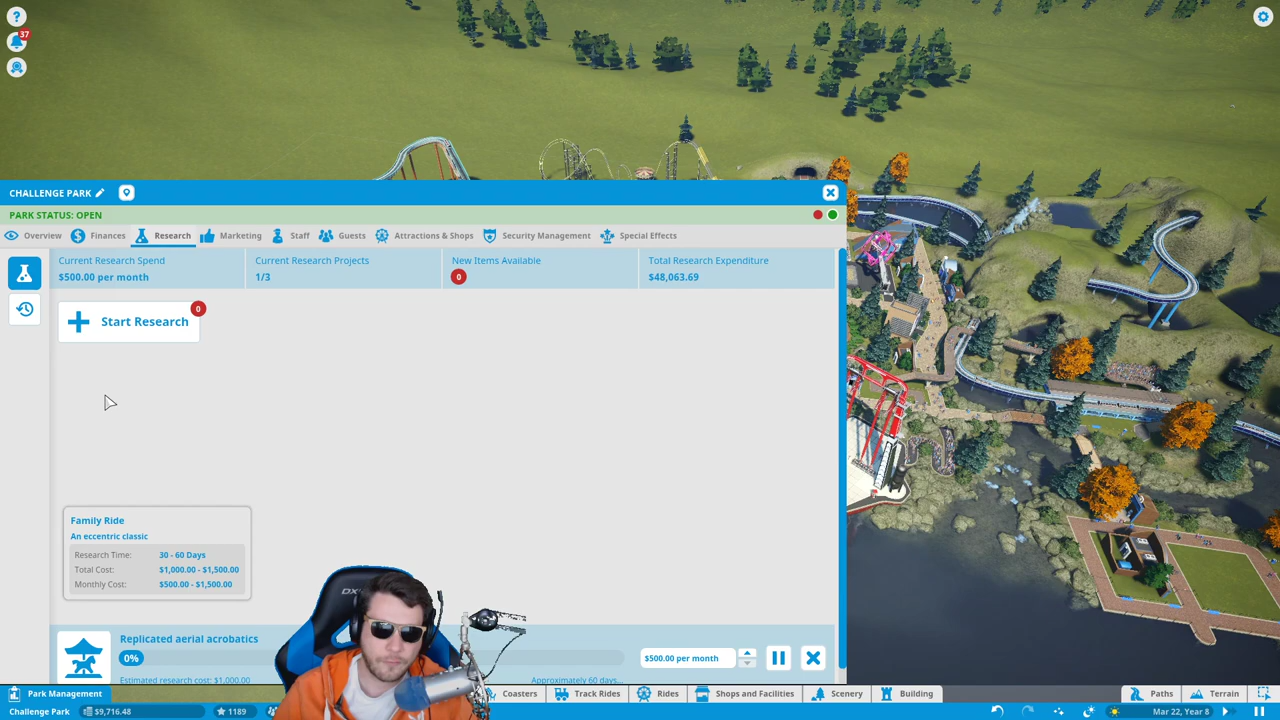 ?
37
CHALLENGE PARK
PARK STATUS: OPEN
Overview Finances Research Marketing Staff Guests Attractions & Shops Security Management Special Effects
Current Research Spend Current Research Projects New Items Available Total Research Expenditure
$500.00 per month 1/3 0 $48,063.69
Start Research 0
Family Ride
An eccentric classic
Research Time: 30 - 60 Days
Total Cost: $1,000.00 - $1,500.00
Monthly Cost: $500.00 - $1,500.00
DX
Replicated aerial acrobatics
0% $500.00 per month
Estimated research cost: $1,000.00 Approximately 60 days...
Park Management Coasters Track Rides Rides Shops and Facilities Scenery Building Paths Terrain
Challenge Park $9,716.48 1189 Mar 22, Year 8